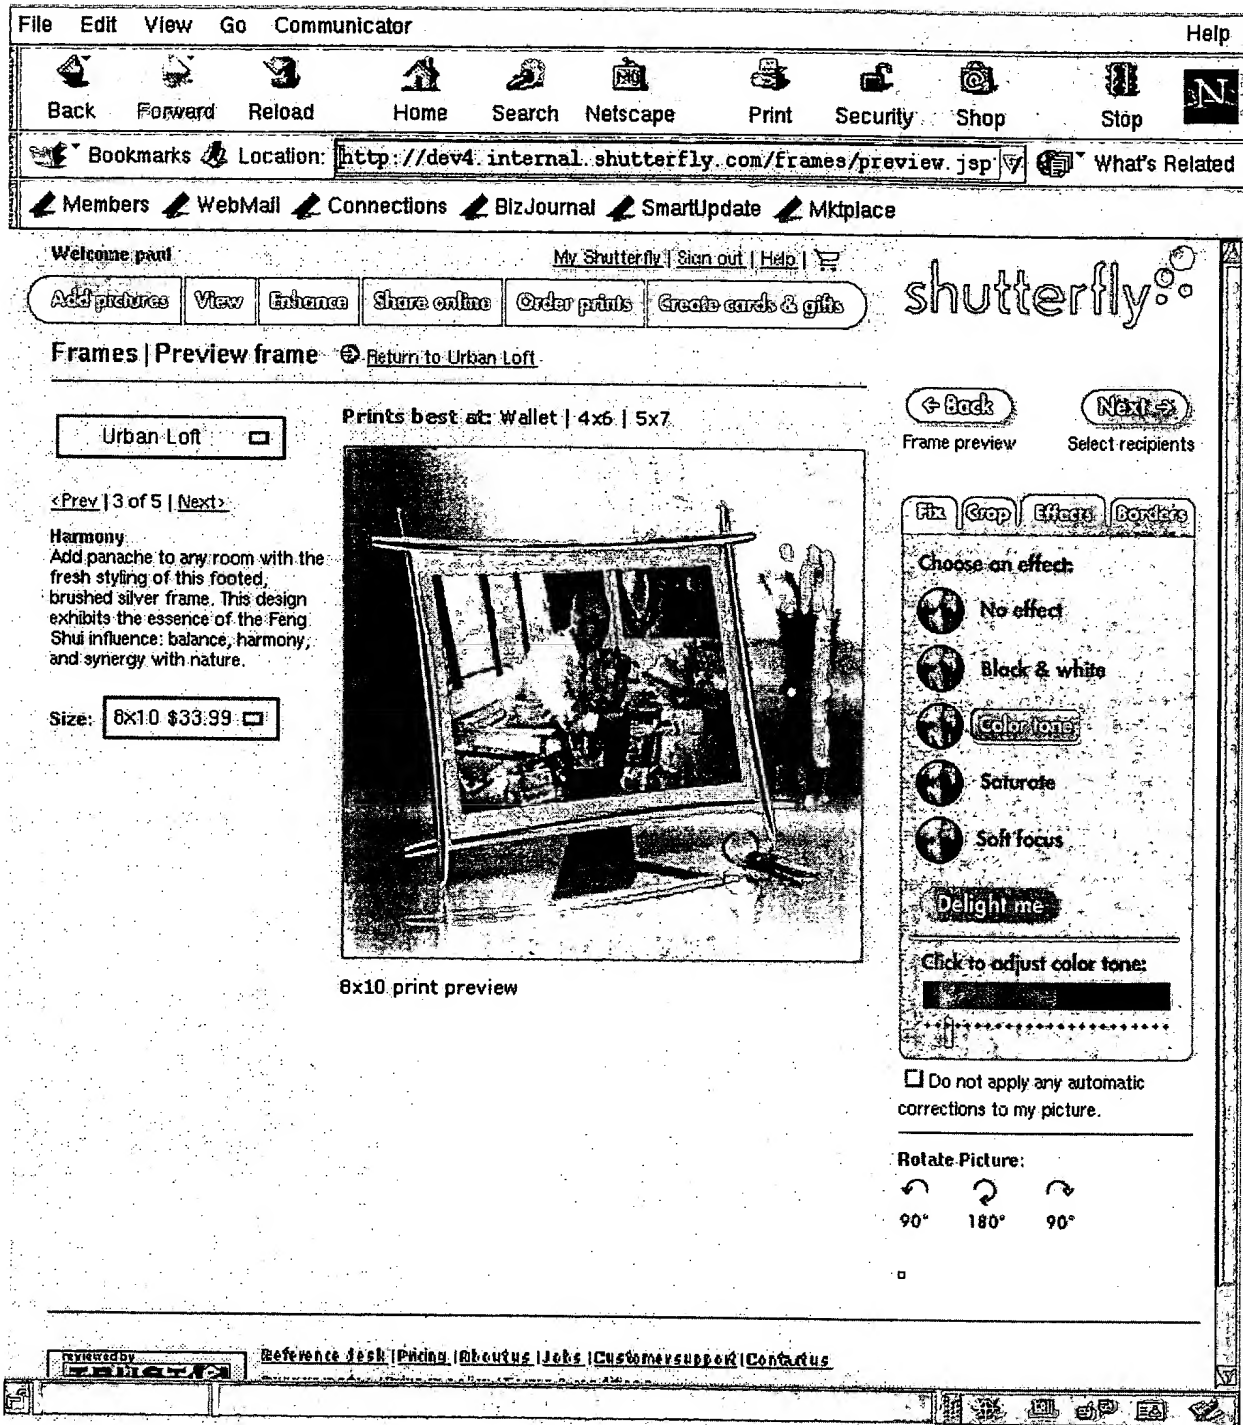 File Edit View Go Communicator Help
Back Forward Reload Home Search Netscape Print Security Shop Stop N
Bookmarks Location: http://dev4.internal.shutterfly.com/frames/preview.jsp What's Related
Members WebMail Connections BizJournal SmartUpdate Mktplace
Welcome paul
My Shutterfly | Sign out | Help |
shutterfly
Add pictures View Enhance Share online Order prints Create cards & gifts
Frames | Preview frame Return to Urban Loft
Urban Loft
Prints best at: Wallet | 4x6 | 5x7
← Back Next →
Frame preview Select recipients
<Prev | 3 of 5 | Next>
Harmony
Add panache to any room with the
fresh styling of this footed,
brushed silver frame. This design
exhibits the essence of the Feng
Shui influence: balance, harmony,
and synergy with nature.
Size: 8x10 $33.99
8x10 print preview
Fix Crop Effects Borders
Choose an effect:
No effect
Black & white
Color tone
Saturate
Soft focus
Delight me
Click to adjust color tone:
Do not apply any automatic
corrections to my picture.
Rotate Picture:
90° 180° 90°
reviewed by
Reference desk | Pricing | About us | Jobs | Customer support | Contact us